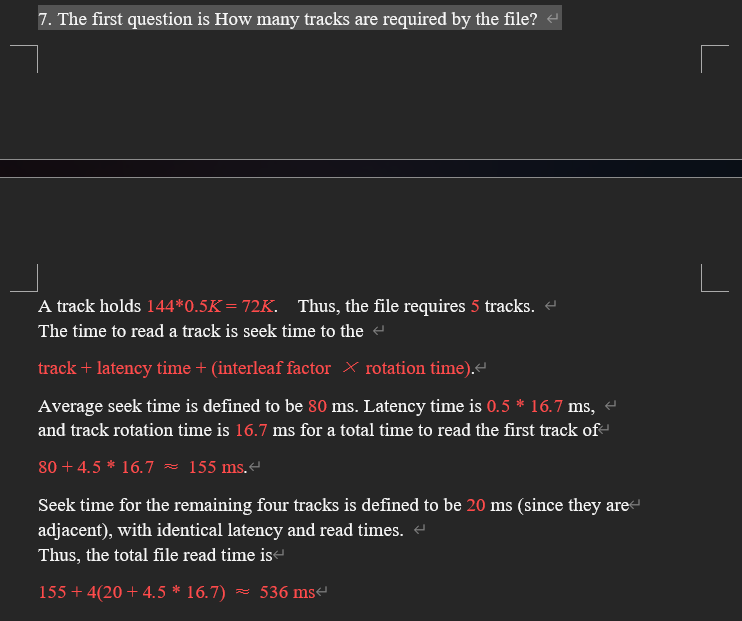 7. The first question is How many tracks are required by the file? ↵
A track holds 144*0.5K = 72K.   Thus, the file requires 5 tracks. ↵
The time to read a track is seek time to the ↵
track + latency time + (interleaf factor × rotation time).↵
Average seek time is defined to be 80 ms. Latency time is 0.5 * 16.7 ms, ↵
and track rotation time is 16.7 ms for a total time to read the first track of↵
80 + 4.5 * 16.7 ≈ 155 ms.↵
Seek time for the remaining four tracks is defined to be 20 ms (since they are↵
adjacent), with identical latency and read times. ↵
Thus, the total file read time is↵
155 + 4(20 + 4.5 * 16.7) ≈ 536 ms↵